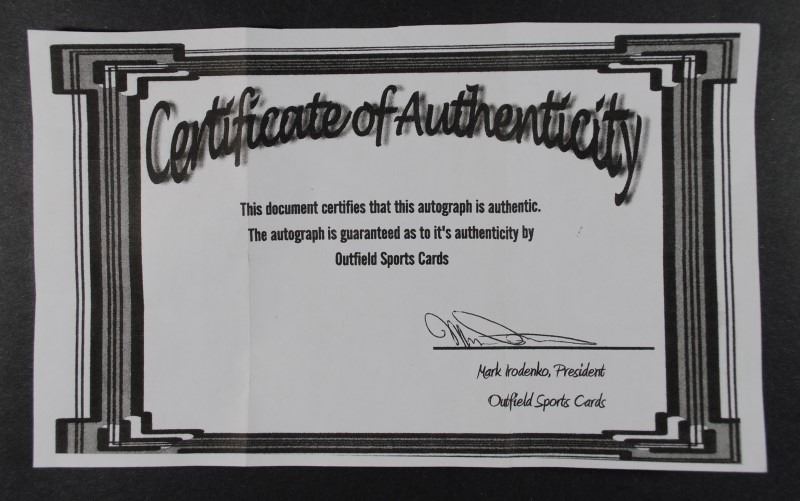 Certificate of Authenticity
This document certifies that this autograph is authentic.
The autograph is guaranteed as to it's authenticity by
Outfield Sports Cards
Mark Irodenko, President
Outfield Sports Cards